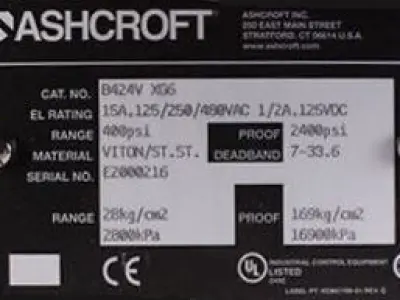 ASHCROFT
ASHCROFT INC.
250 EAST MAIN STREET
STRATFORD, CT 06614 U.S.A.
www.ashcroft.com
CAT. NO. B424V XG6
EL RATING 15A,125/250/480VAC 1/2A,125VDC
RANGE 400psi PROOF 2400psi
MATERIAL VITON/ST.ST. DEADBAND 7-33.6
SERIAL NO. E2000216
RANGE 28kg/cm2 PROOF 169kg/cm2
2800kPa 16900kPa
CE UL INDUSTRIAL CONTROL EQUIPMENT
LISTED